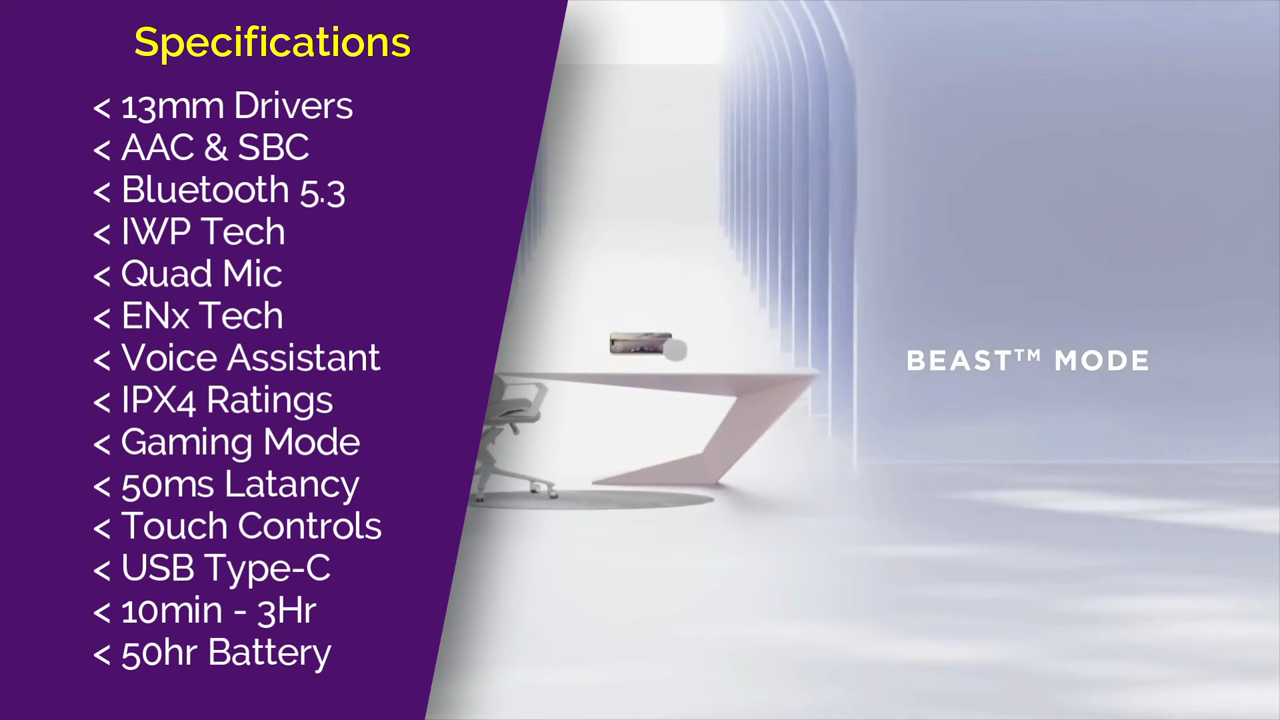 Specifications
< 13mm Drivers
< AAC & SBC
< Bluetooth 5.3
< IWP Tech
< Quad Mic
< ENx Tech
< Voice Assistant
< IPX4 Ratings
< Gaming Mode
< 50ms Latancy
< Touch Controls
< USB Type-C
< 10min - 3Hr
< 50hr Battery
BEAST™ MODE